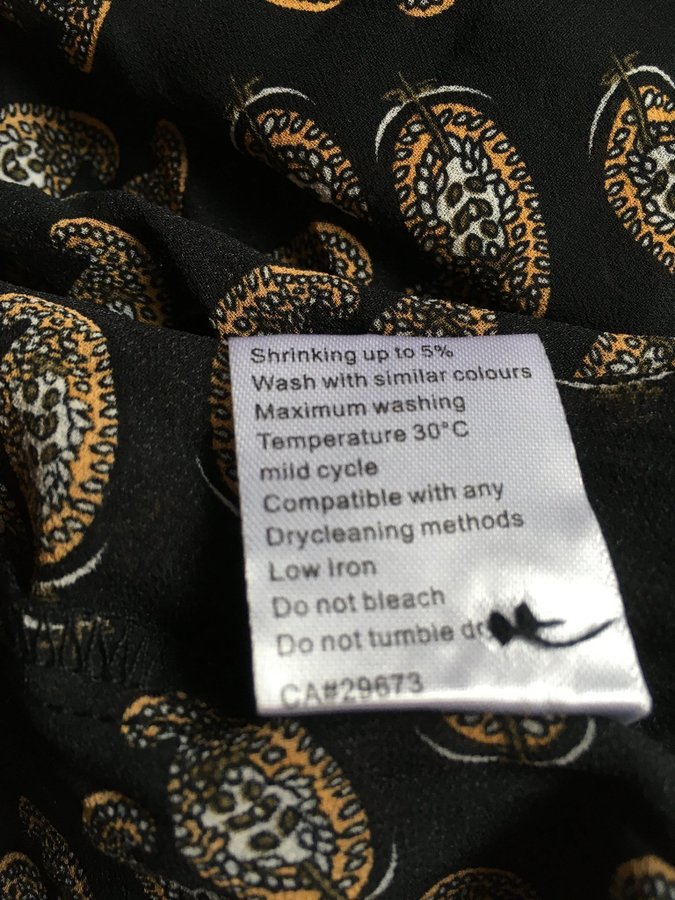 Shrinking up to 5%
Wash with similar colours
Maximum washing
Temperature 30°C
mild cycle
Compatible with any
Drycleaning methods
Low iron
Do not bleach
Do not tumble
CA#29673